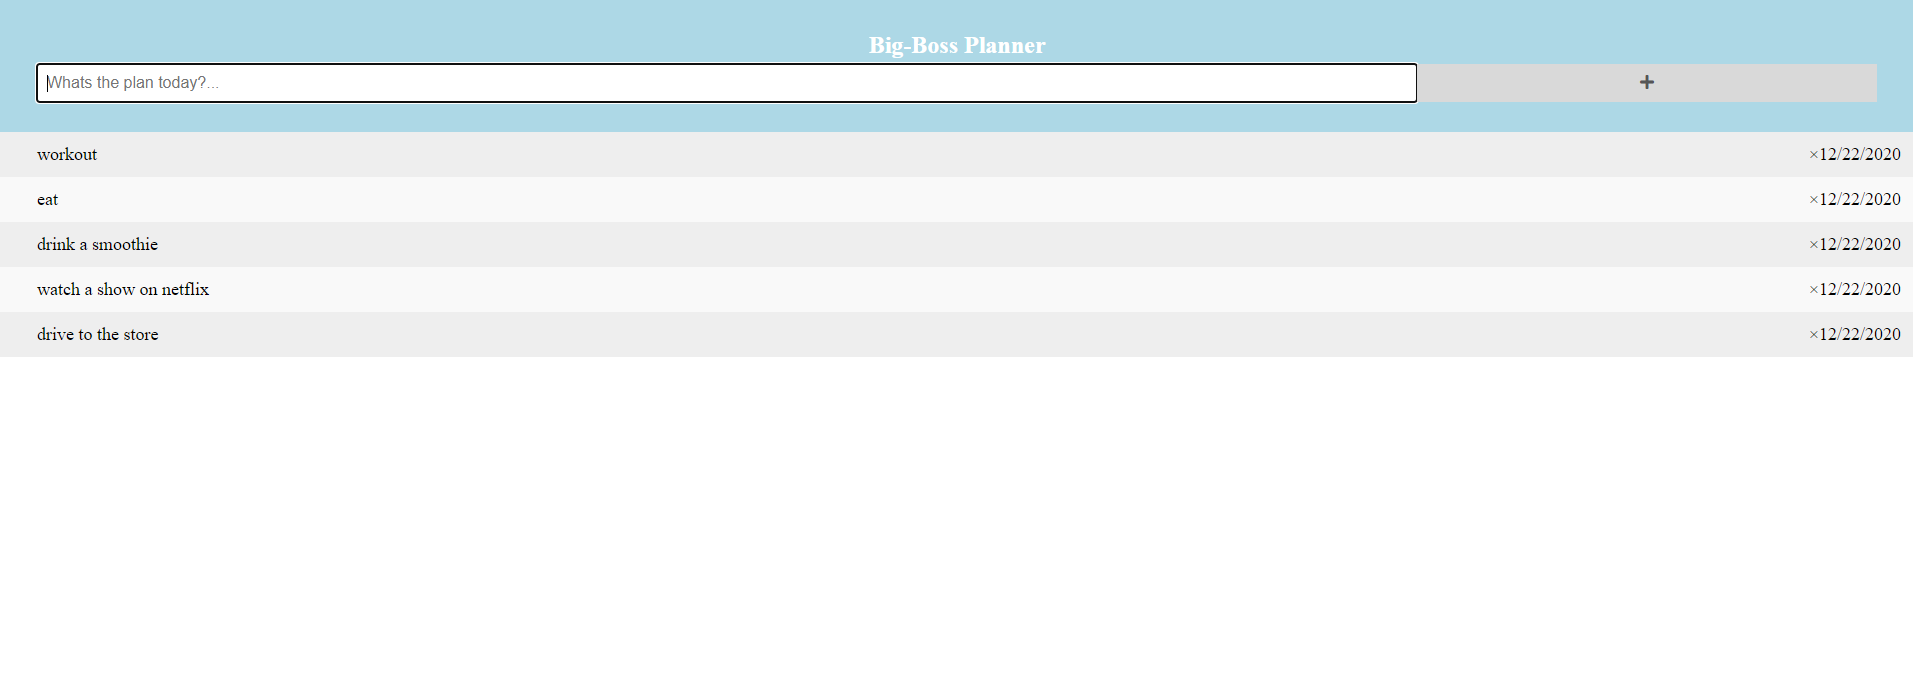 Big-Boss Planner
Whats the plan today?...
+
workout ×12/22/2020
eat ×12/22/2020
drink a smoothie ×12/22/2020
watch a show on netflix ×12/22/2020
drive to the store ×12/22/2020